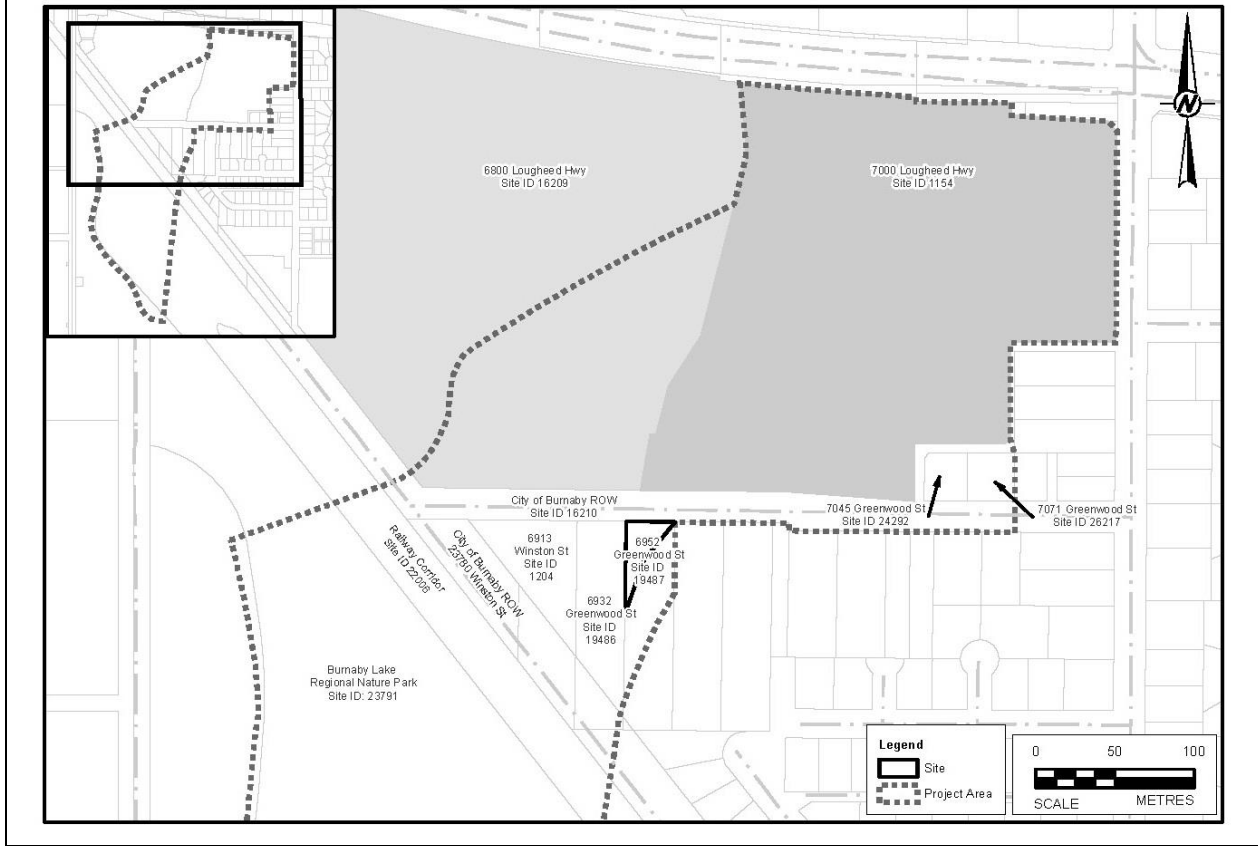 6800 Lougheed Hwy
Site ID 16209
7000 Lougheed Hwy
Site ID 1154
N
City of Burnaby ROW
Site ID 16210
7045 Greenwood St
Site ID 24292
7071 Greenwood St
Site ID 26217
6913
Winston St
Site ID
1204
6952
Greenwood St
Site ID
19487
6932
Greenwood St
Site ID
19486
City of Burnaby ROW
23780 Winston St
Railway Corridor
Site ID 22006
Burnaby Lake
Regional Nature Park
Site ID: 23791
Legend
Site
Project Area
0 50 100
SCALE METRES